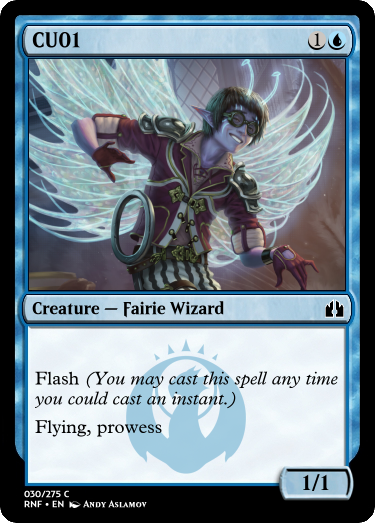 CU01 1
Creature — Fairie Wizard
Flash (You may cast this spell any time
you could cast an instant.)
Flying, prowess
1/1
030/275 C
RNF • EN Andy Aslamov